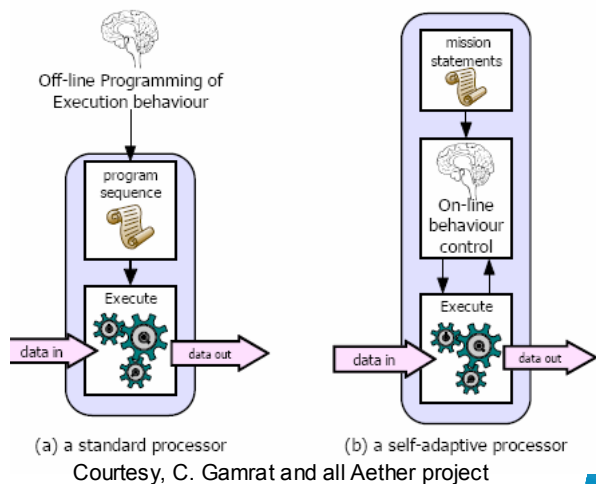 Off-line Programming of
Execution behaviour
program
sequence
Execute
data in
data out
(a) a standard processor
mission
statements
On-line
behaviour
control
Execute
data in
data out
(b) a self-adaptive processor
Courtesy, C. Gamrat and all Aether project